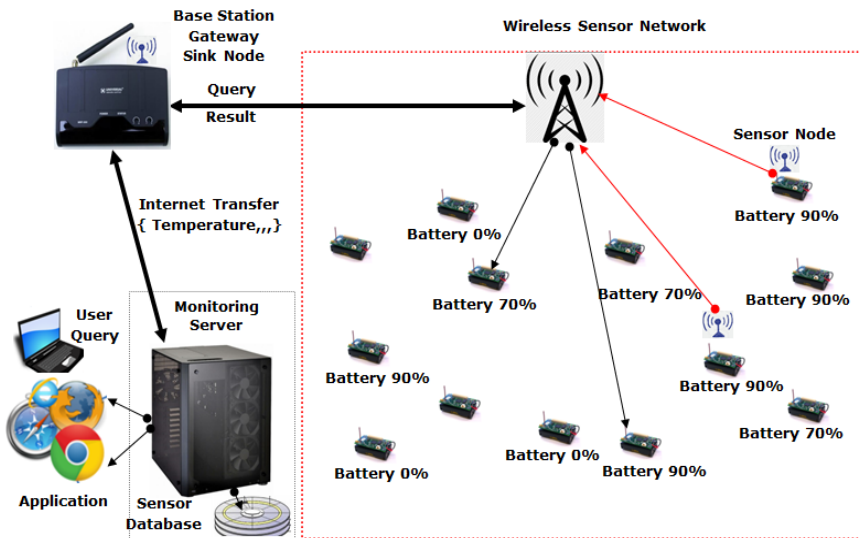 Base Station
Gateway
Sink Node
Wireless Sensor Network
Query
Result
Sensor Node
Battery 90%
Internet Transfer
{ Temperature,,,}
Battery 0%
Battery 70%
Battery 70%
Battery 90%
User
Query
Monitoring
Server
Battery 90%
Battery 90%
Battery 70%
Battery 0%
Battery 0%
Battery 90%
Application
Sensor
Database